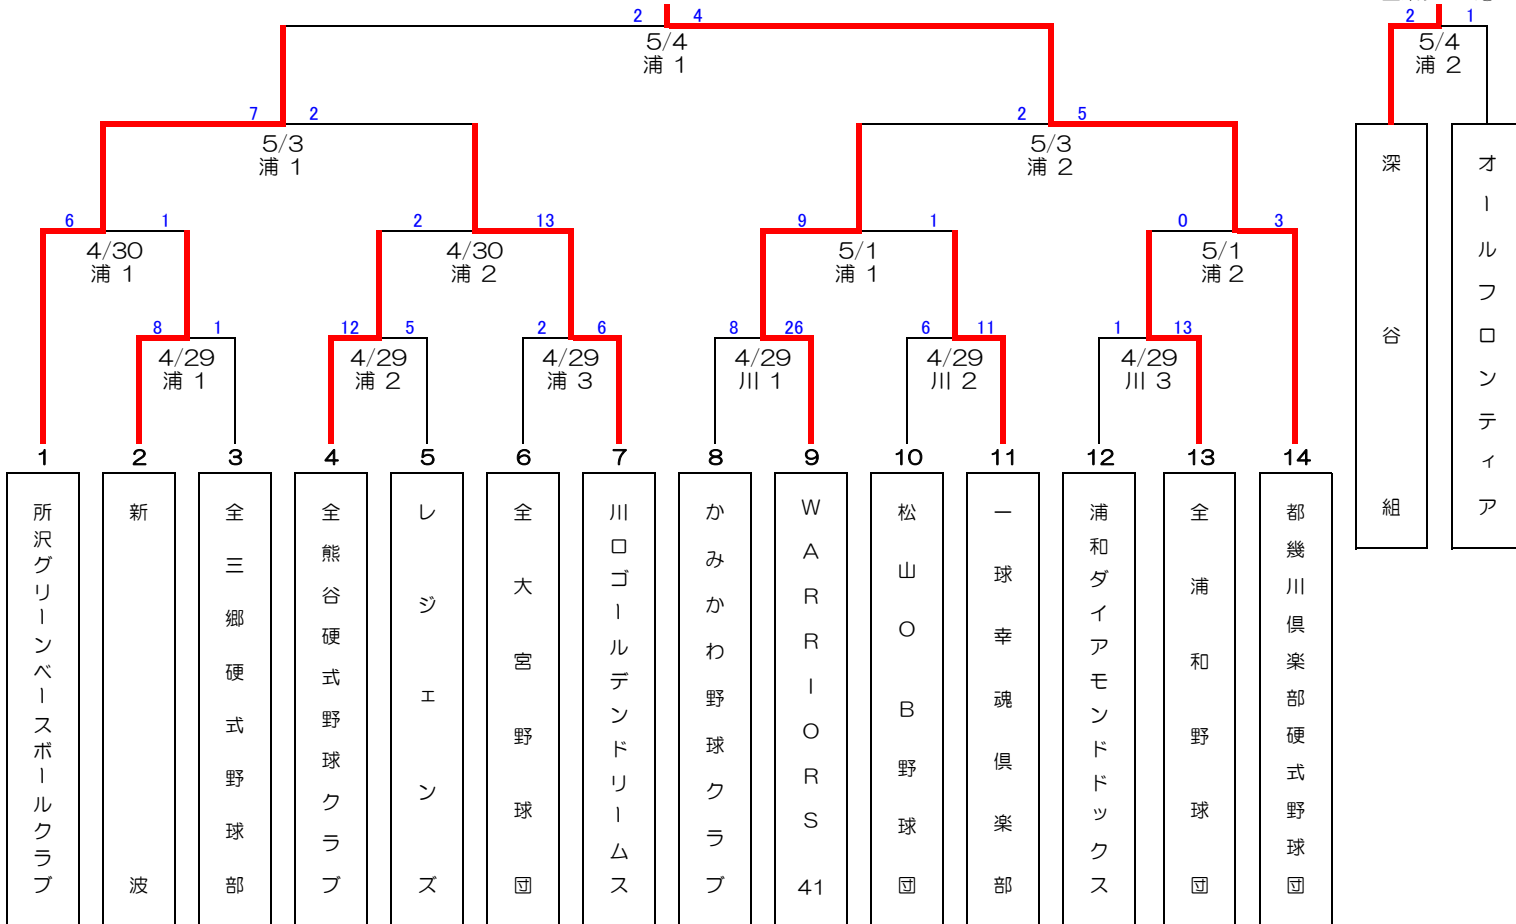 2 4
5/4
浦 1
2 1
5/4
浦 2
7 2
5/3
浦 1
2 5
5/3
浦 2
6 1
4/30
浦 1
2 13
4/30
浦 2
9 1
5/1
浦 1
0 3
5/1
浦 2
8 1
4/29
浦 1
12 5
4/29
浦 2
2 6
4/29
浦 3
8 26
4/29
川 1
6 11
4/29
川 2
1 13
4/29
川 3
1 2 3 4 5 6 7 8 9 10 11 12 13 14
所沢グリーンベースボールクラブ
新波
全三郷硬式野球部
全熊谷硬式野球クラブ
レジェンズ
全大宮野球団
川口ゴールデンドリームス
かみかわ野球クラブ
WARRIORS 41
松山O B野球団
一球幸魂倶楽部
浦和ダイアモンドドックス
全浦和野球団
都幾川倶楽部硬式野球団
深谷組
オールフロンティア